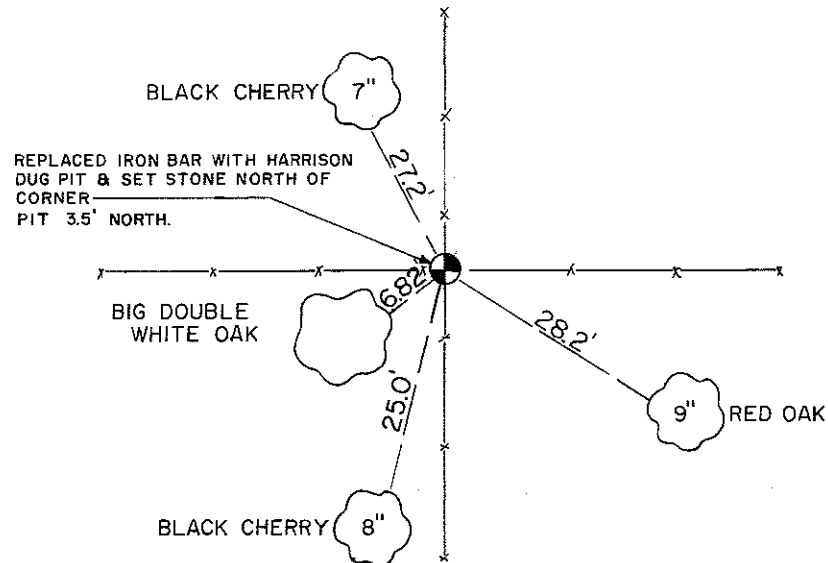 BLACK CHERRY
7"
27.2'
REPLACED IRON BAR WITH HARRISON
DUG PIT & SET STONE NORTH OF
CORNER
PIT 3.5' NORTH.
6.82'
BIG DOUBLE
WHITE OAK
28.2'
25.0'
9"
RED OAK
BLACK CHERRY
8"